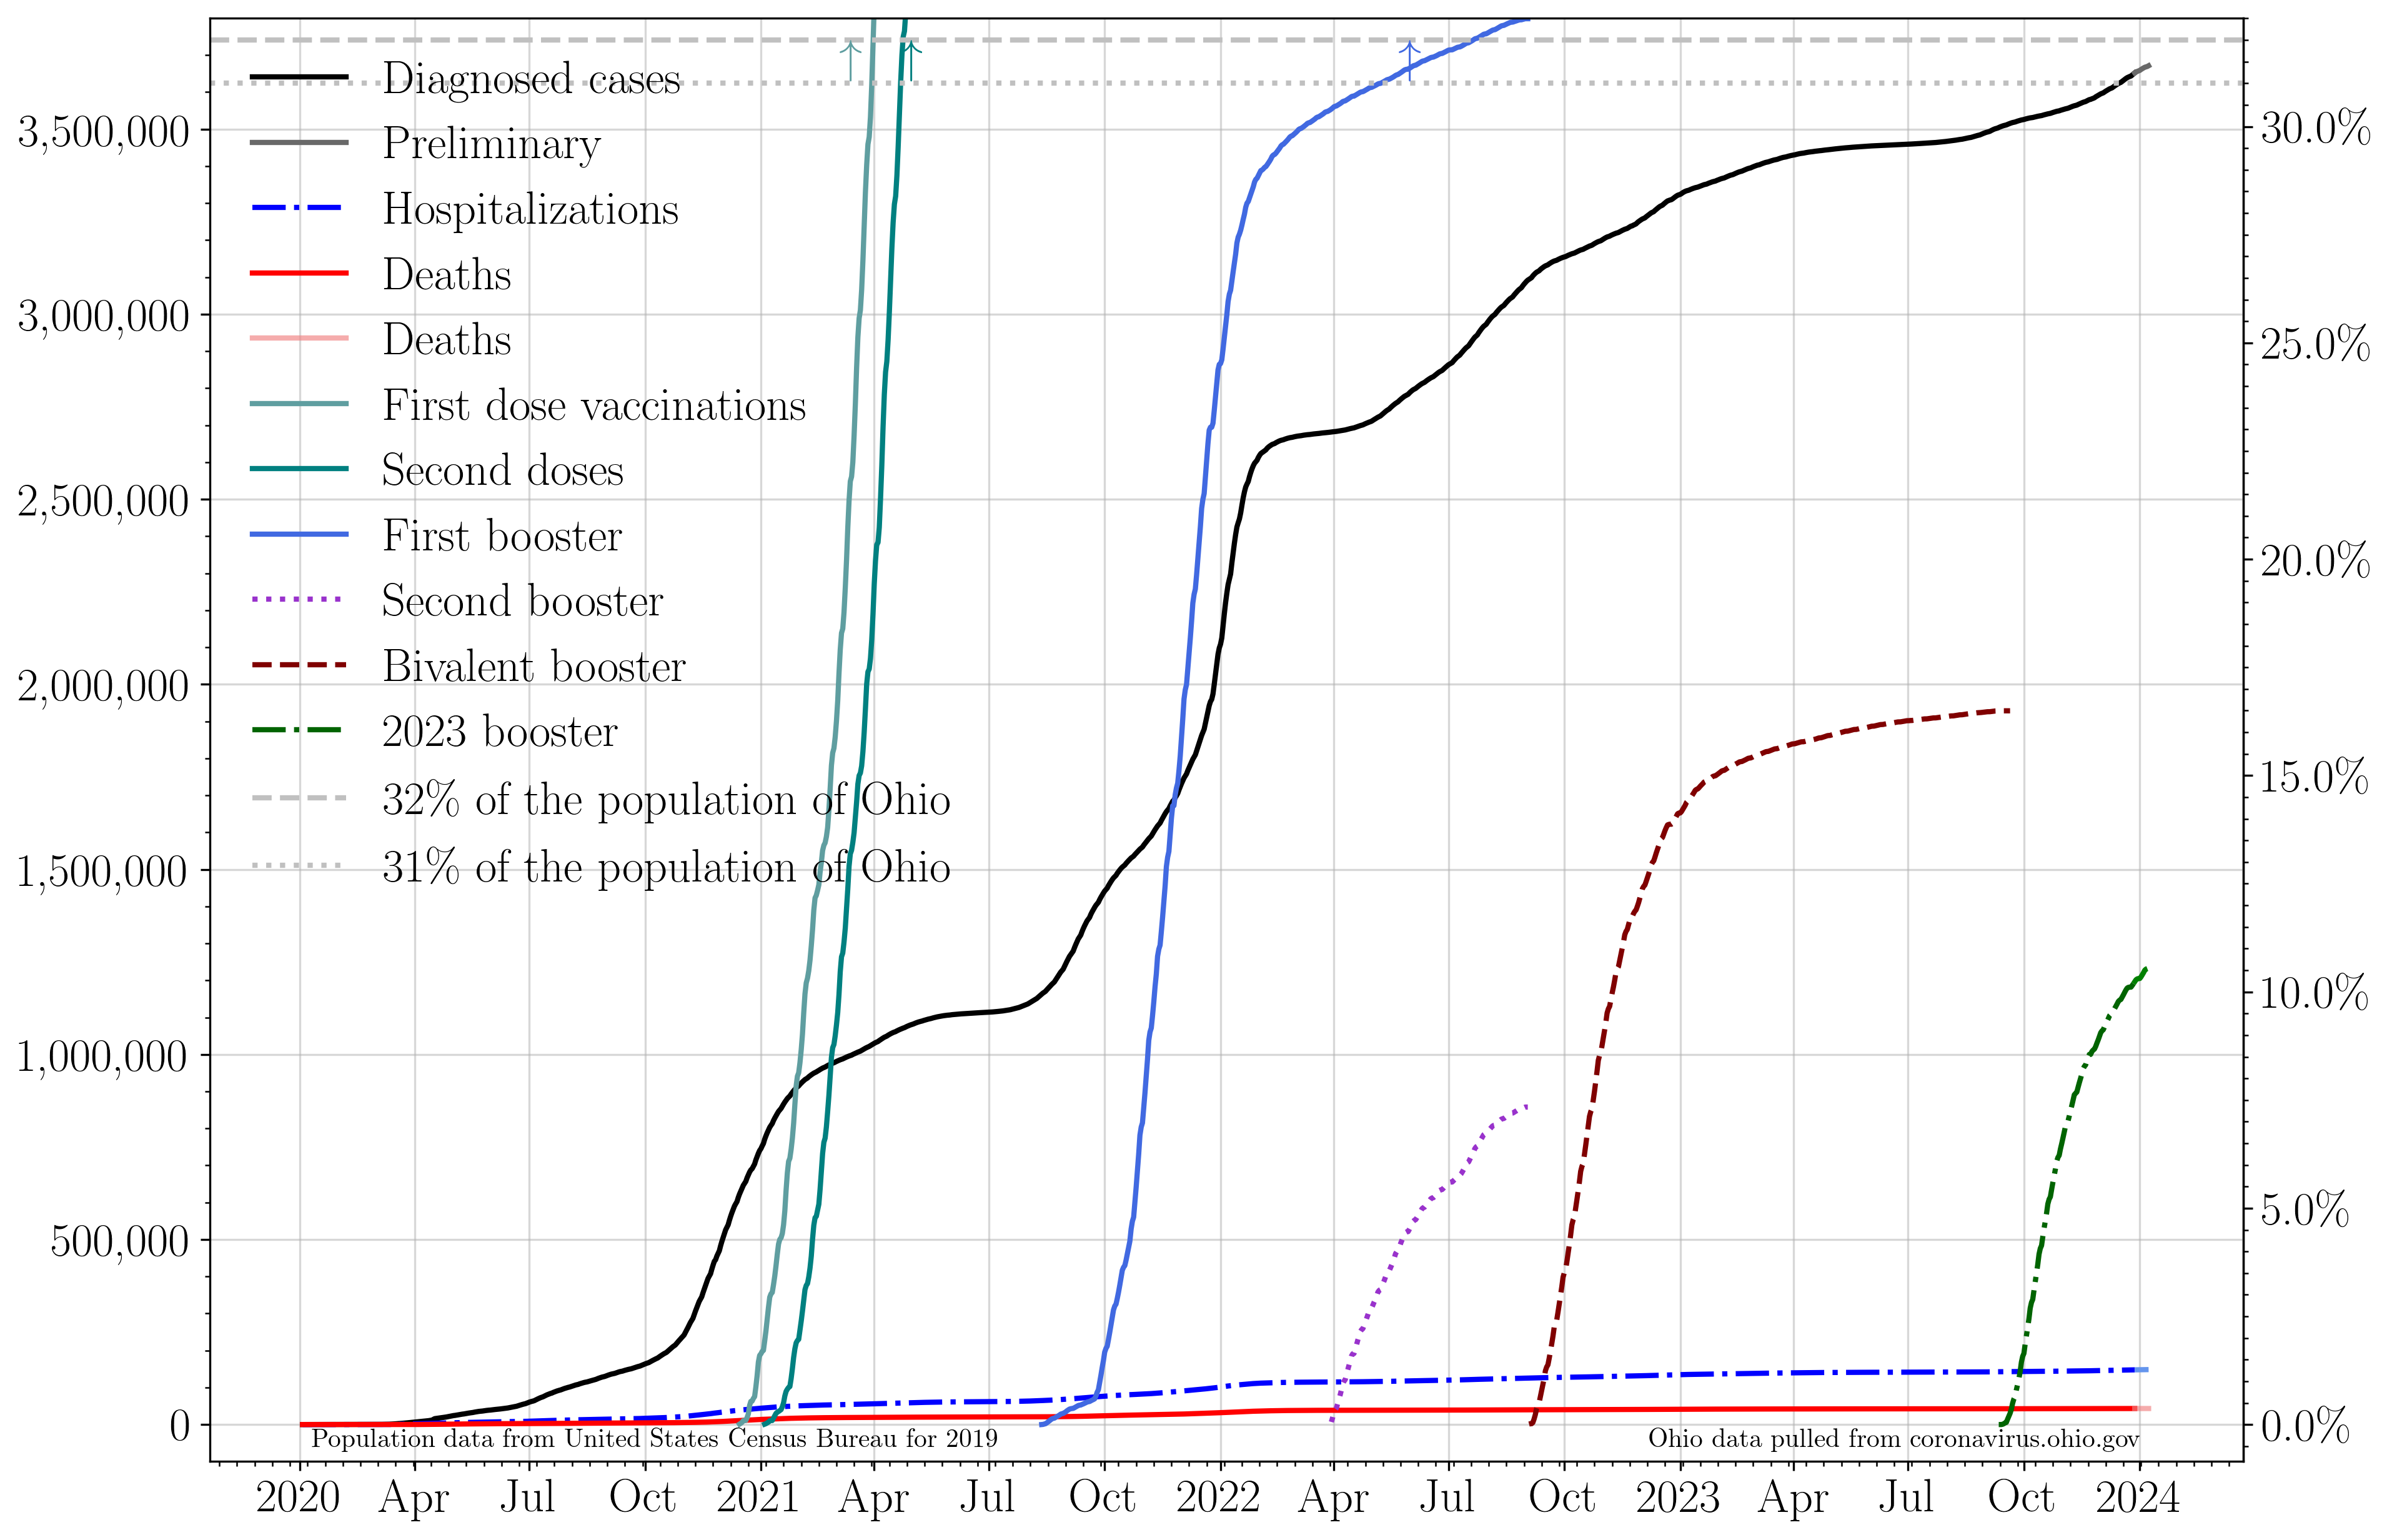 Diagnosed cases
Preliminary
Hospitalizations
Deaths
Deaths
First dose vaccinations
Second doses
First booster
Second booster
Bivalent booster
2023 booster
32% of the population of Ohio
31% of the population of Ohio
3,500,000
3,000,000
2,500,000
2,000,000
1,500,000
1,000,000
500,000
0
30.0%
25.0%
20.0%
15.0%
10.0%
5.0%
0.0%
Population data from United States Census Bureau for 2019
Ohio data pulled from coronavirus.ohio.gov
2020 Apr Jul Oct 2021 Apr Jul Oct 2022 Apr Jul Oct 2023 Apr Jul Oct 2024